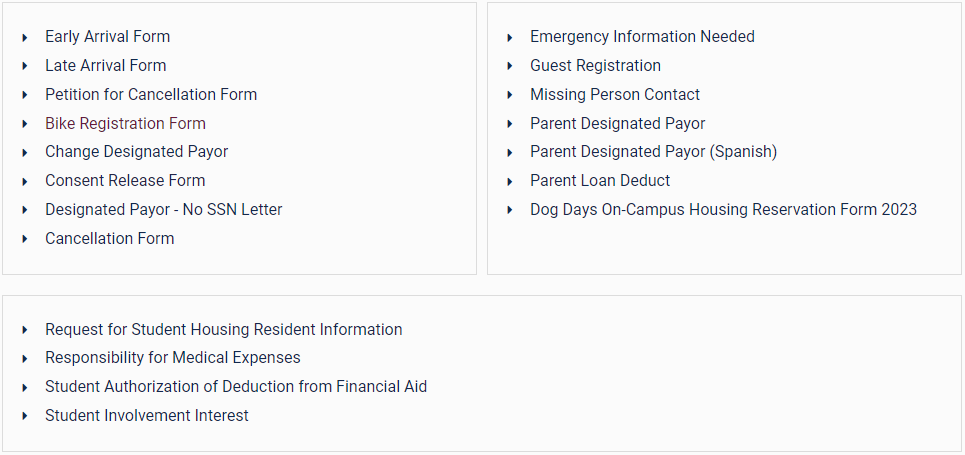 Early Arrival Form
Late Arrival Form
Petition for Cancellation Form
Bike Registration Form
Change Designated Payor
Consent Release Form
Designated Payor - No SSN Letter
Cancellation Form
Emergency Information Needed
Guest Registration
Missing Person Contact
Parent Designated Payor
Parent Designated Payor (Spanish)
Parent Loan Deduct
Dog Days On-Campus Housing Reservation Form 2023
Request for Student Housing Resident Information
Responsibility for Medical Expenses
Student Authorization of Deduction from Financial Aid
Student Involvement Interest